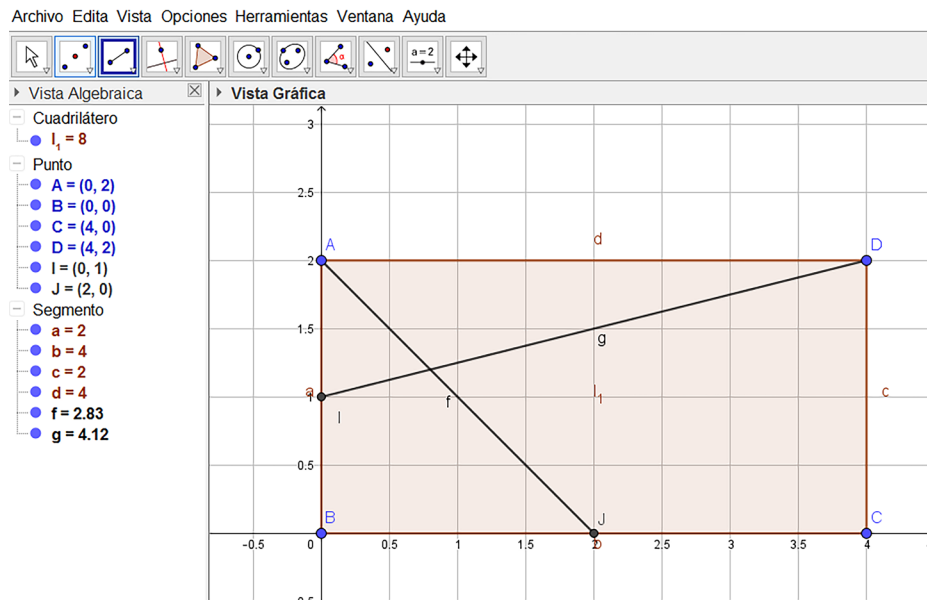 Archivo Edita Vista Opciones Herramientas Ventana Ayuda
α
a = 2
Vista Algebraica
Vista Gráfica
Cuadrilátero
l₁ = 8
Punto
A = (0, 2)
B = (0, 0)
C = (4, 0)
D = (4, 2)
I = (0, 1)
J = (2, 0)
Segmento
a = 2
b = 4
c = 2
d = 4
f = 2.83
g = 4.12
3
2.5
A
d
D
2
1.5
g
a
l₁
c
1
f
I
0.5
B
J
C
-0.5
0
0.5
1
1.5
2
b
2.5
3
3.5
4
-0.5